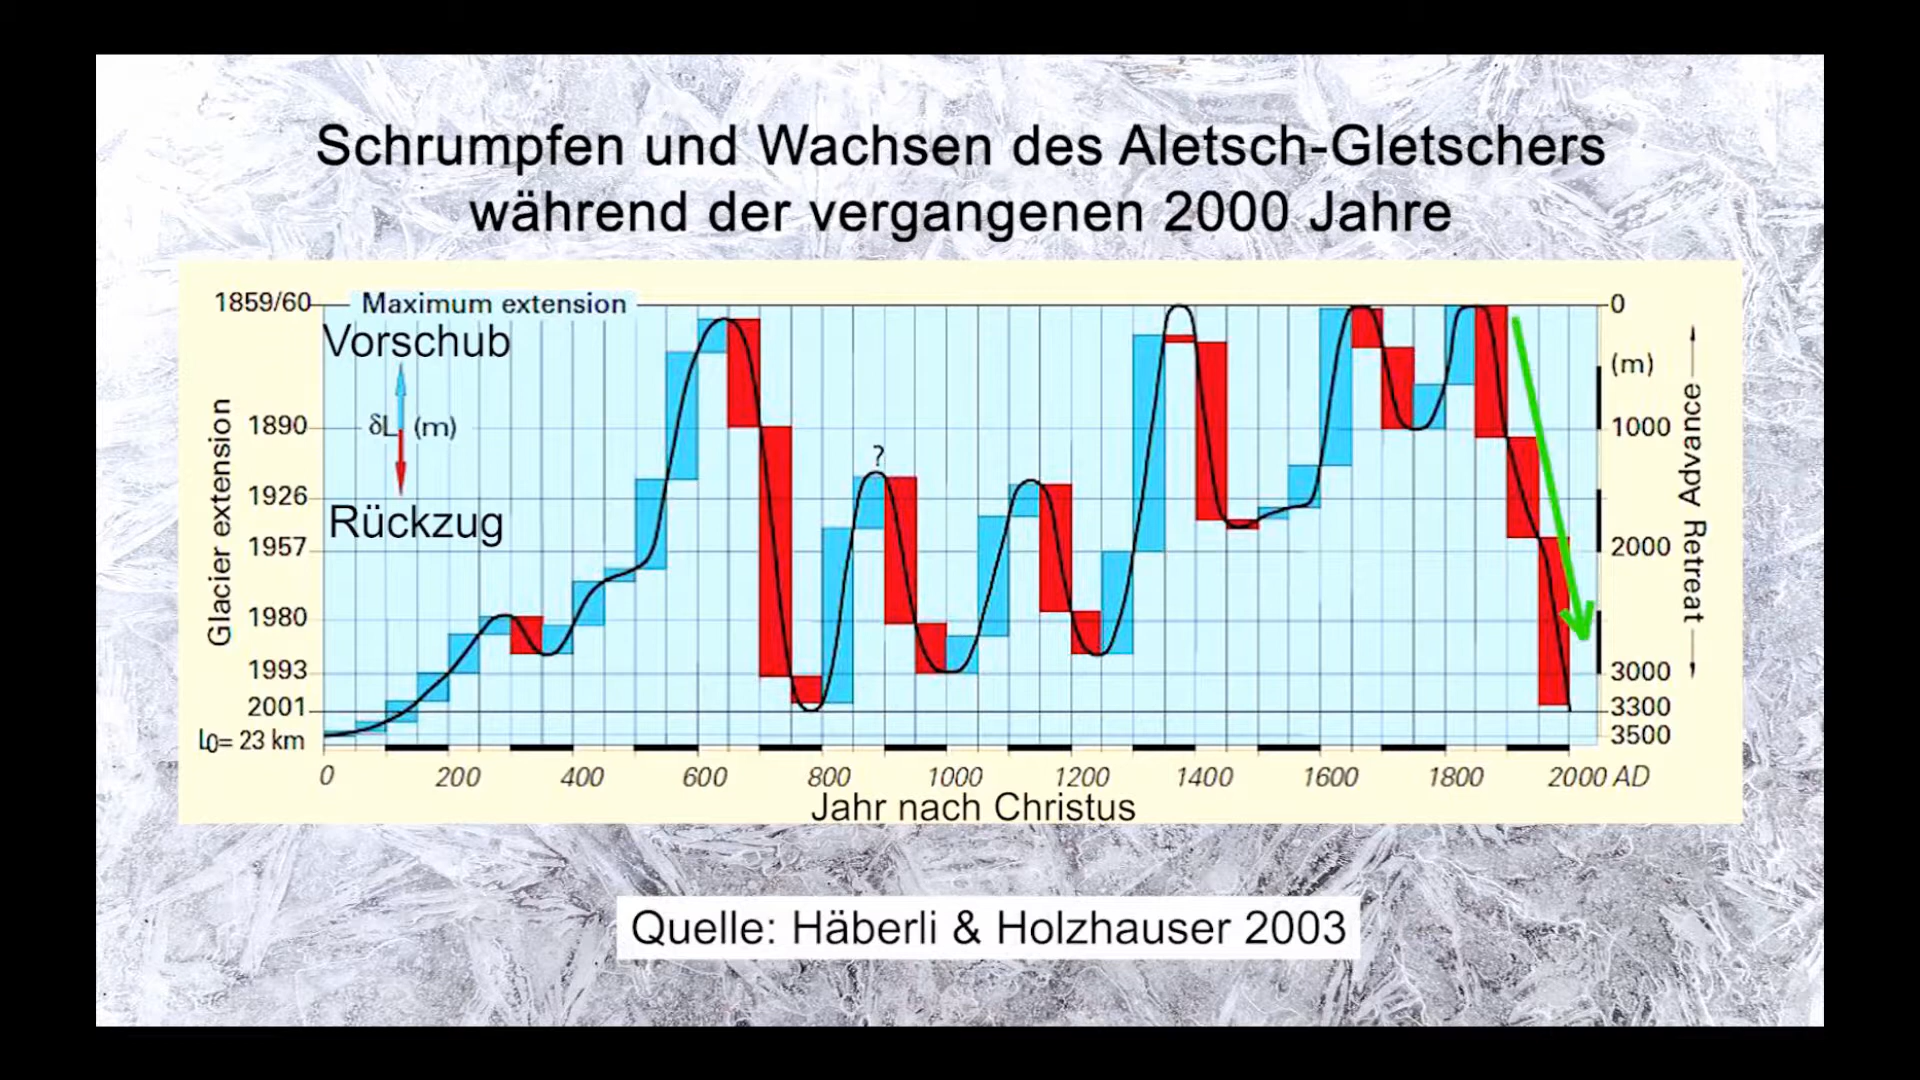 Schrumpfen und Wachsen des Aletsch-Gletschers
während der vergangenen 2000 Jahre
1859/60
Maximum extension
0
Vorschub
(m)
δL (m)
1890
1000
?
1926
Rückzug
1957
2000
1980
1993
3000
2001
3300
L0= 23 km
3500
Glacier extension
Advance
Retreat
0 200 400 600 800 1000 1200 1400 1600 1800 2000 AD
Jahr nach Christus
Quelle: Häberli & Holzhauser 2003